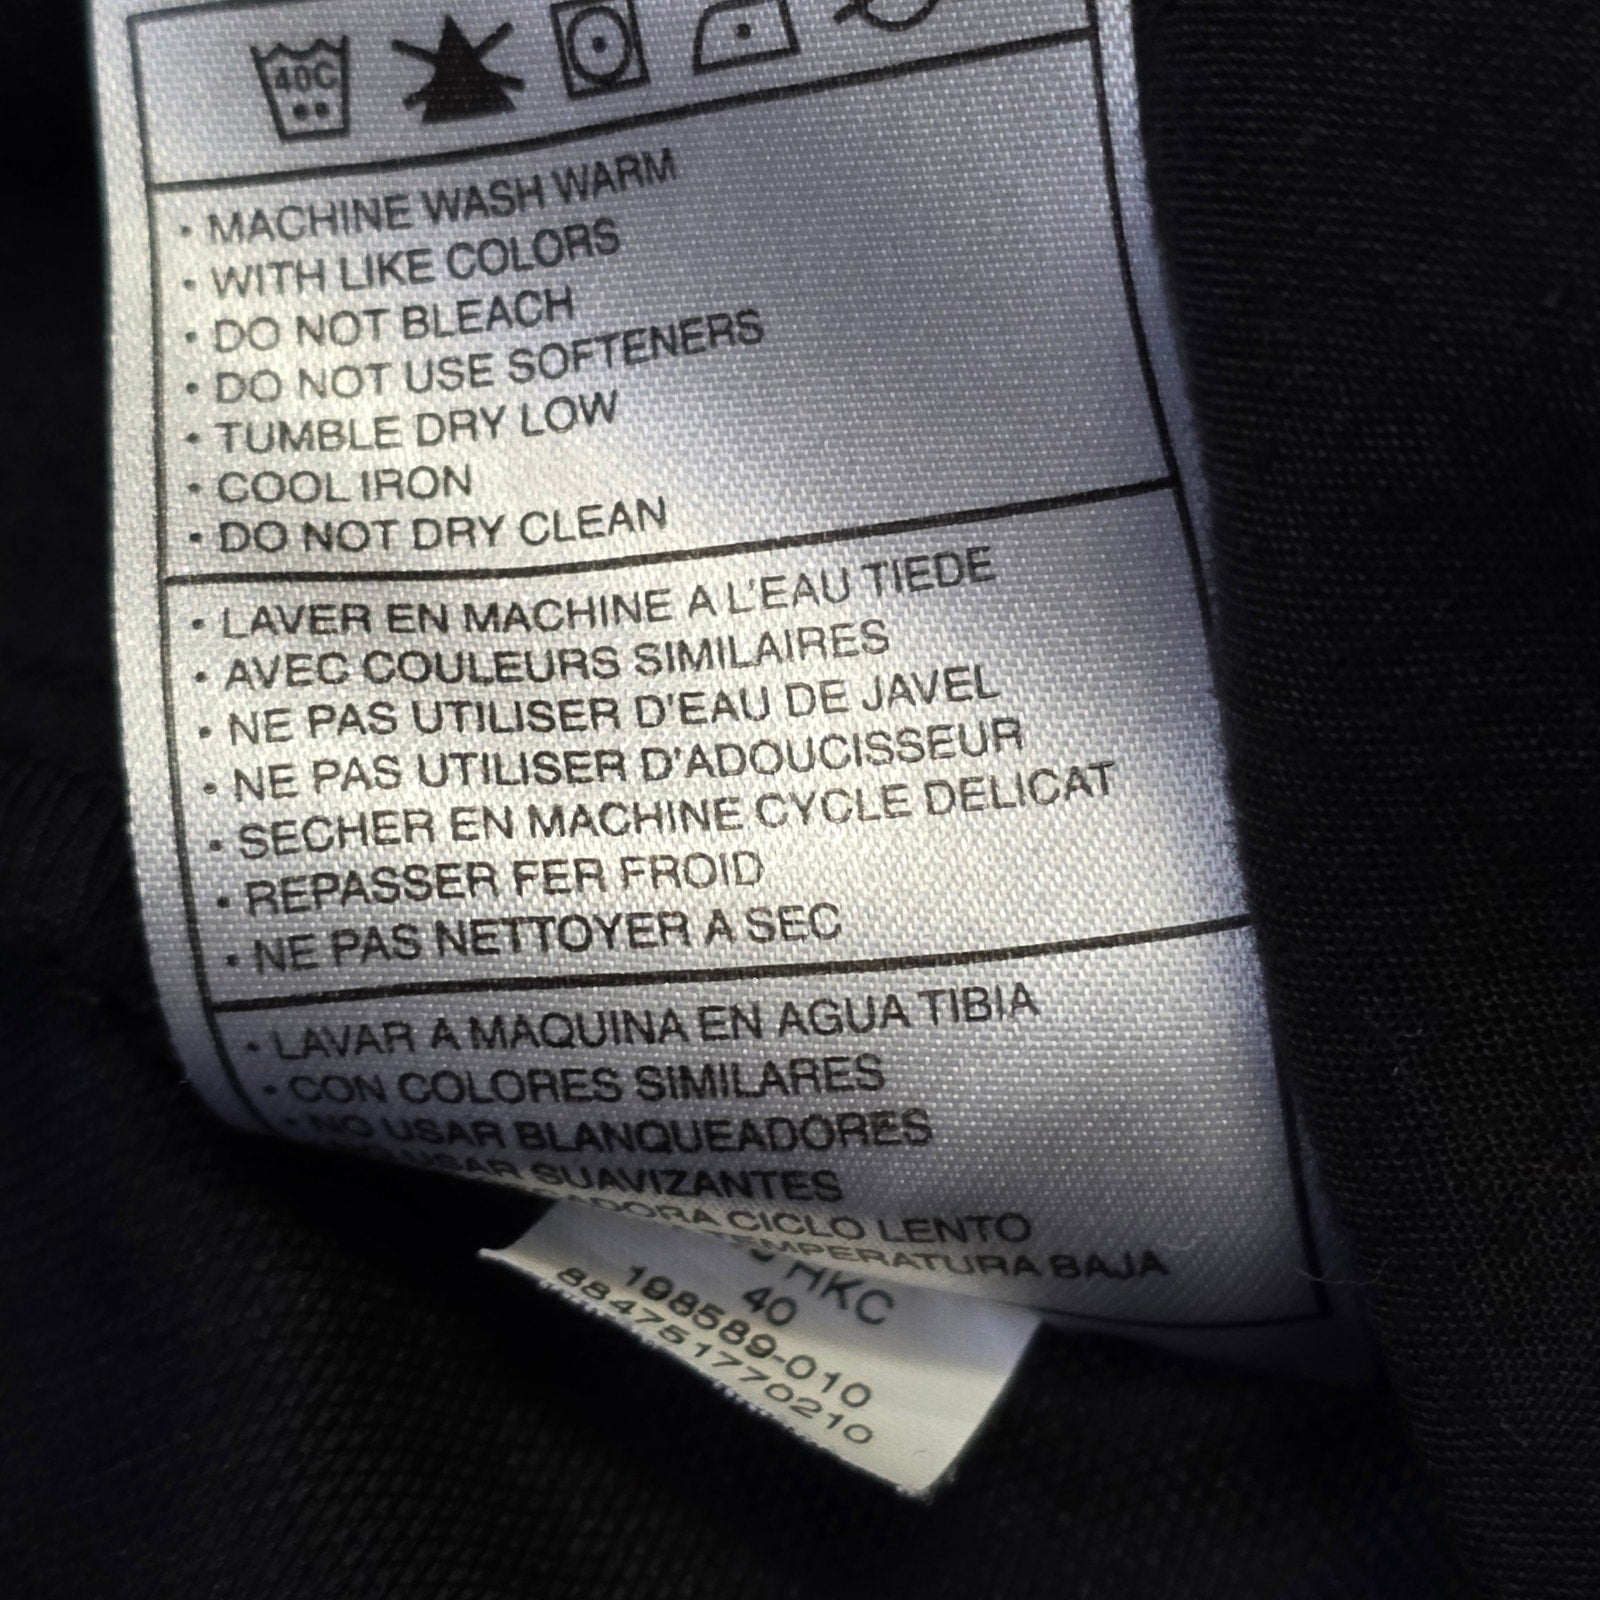 40C
· MACHINE WASH WARM
· WITH LIKE COLORS
· DO NOT BLEACH
· DO NOT USE SOFTENERS
· TUMBLE DRY LOW
· COOL IRON
· DO NOT DRY CLEAN
· LAVER EN MACHINE A L'EAU TIEDE
· AVEC COULEURS SIMILAIRES
· NE PAS UTILISER D'EAU DE JAVEL
· NE PAS UTILISER D'ADOUCISSEUR
· SECHER EN MACHINE CYCLE DELICAT
· REPASSER FER FROID
· NE PAS NETTOYER A SEC
· LAVAR A MAQUINA EN AGUA TIBIA
· CON COLORES SIMILARES
· NO USAR BLANQUEADORES
USAR SUAVIZANTES
CICLO LENTO
TEMPERATURA BAJA
40
198589-010
884751770210